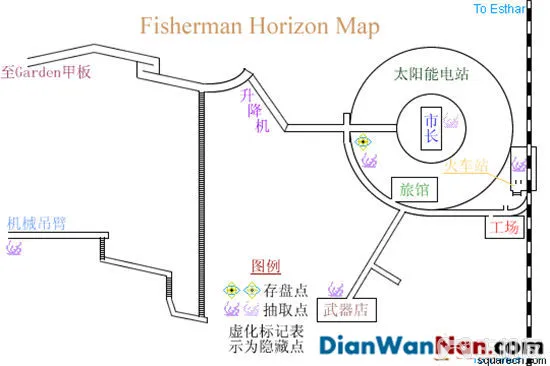 To Esthar
Fisherman Horizon Map
至Garden甲板
太阳能电站
升降机
市长
火车站
旅馆
机械吊臂
工场
图例
存盘点
抽取点
武器店
虚化标记表
示为隐藏点
DianWanNan.com